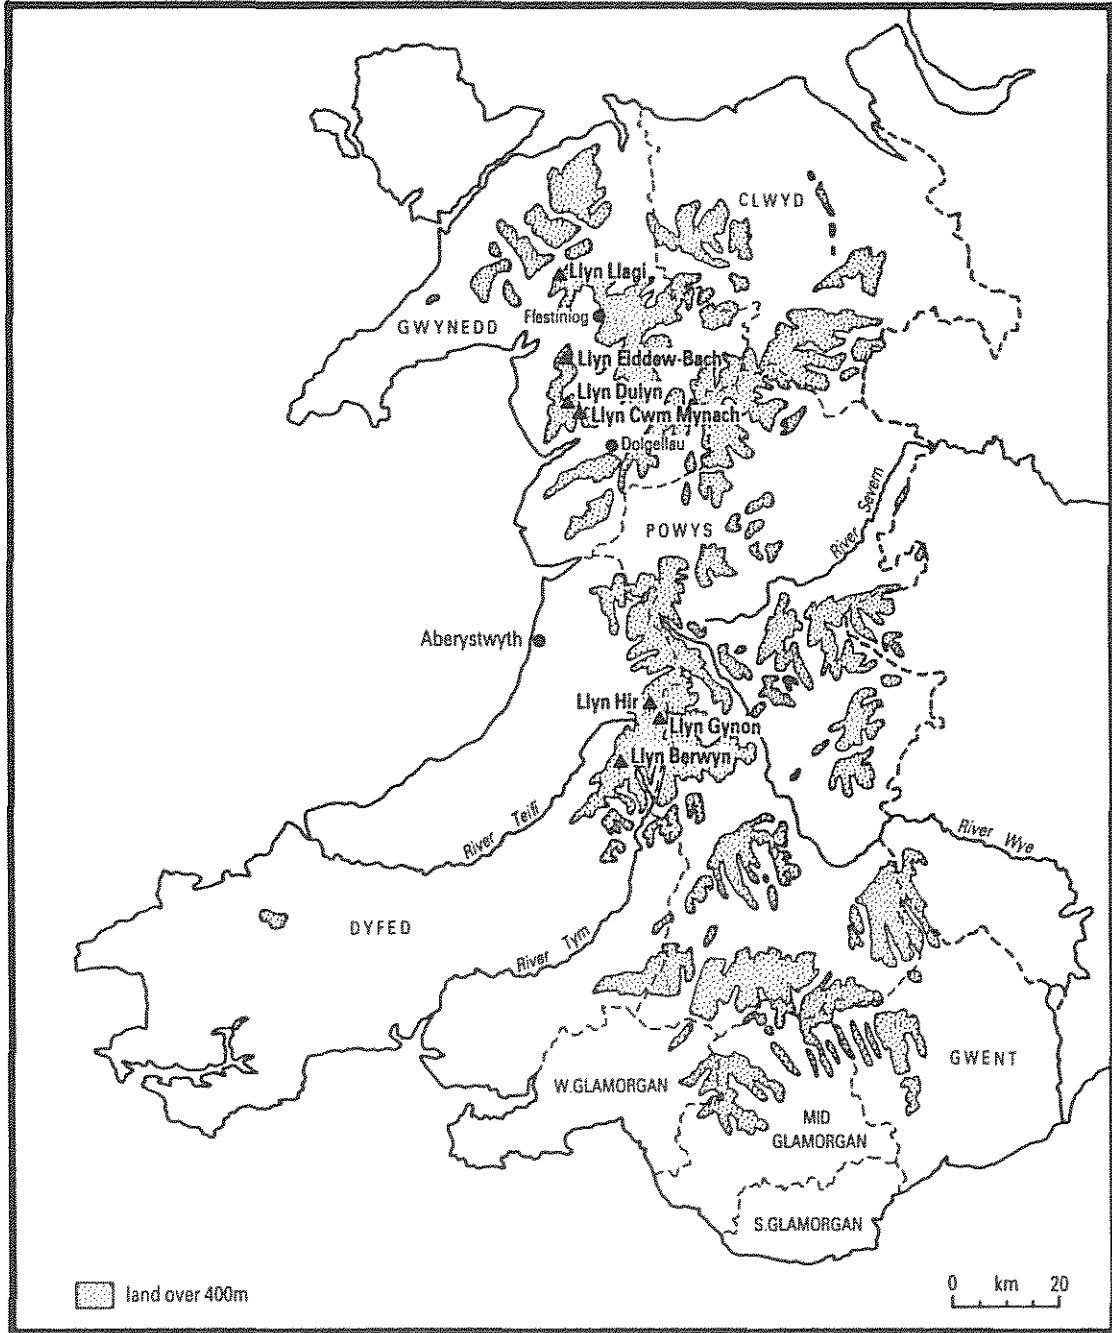 CLWYD
Llyn Llagi
Ffestiniog
GWYNEDD
Llyn Eiddew-Bach
Llyn Dulyn
Llyn Cwm Mynach
Dolgellau
River Severn
POWYS
Aberystwyth
Llyn Hir
Llyn Gynon
Llyn Berwyn
River Teifi
River Wye
DYFED
River Tym
GWENT
W.GLAMORGAN
MID
GLAMORGAN
S.GLAMORGAN
land over 400m
0 km 20